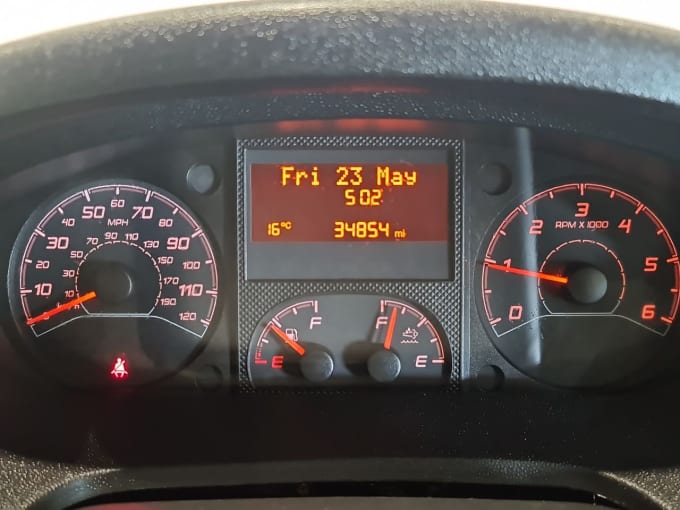 Fri 23 May
5 02
16°C 34854 mi
MPH
10 20 30 40 50 60 70 80 90 100 110 120
10 30 50 70 90 110 130 150 170 190
km/h
RPM X 1000
0 1 2 3 4 5 6
E F
F E